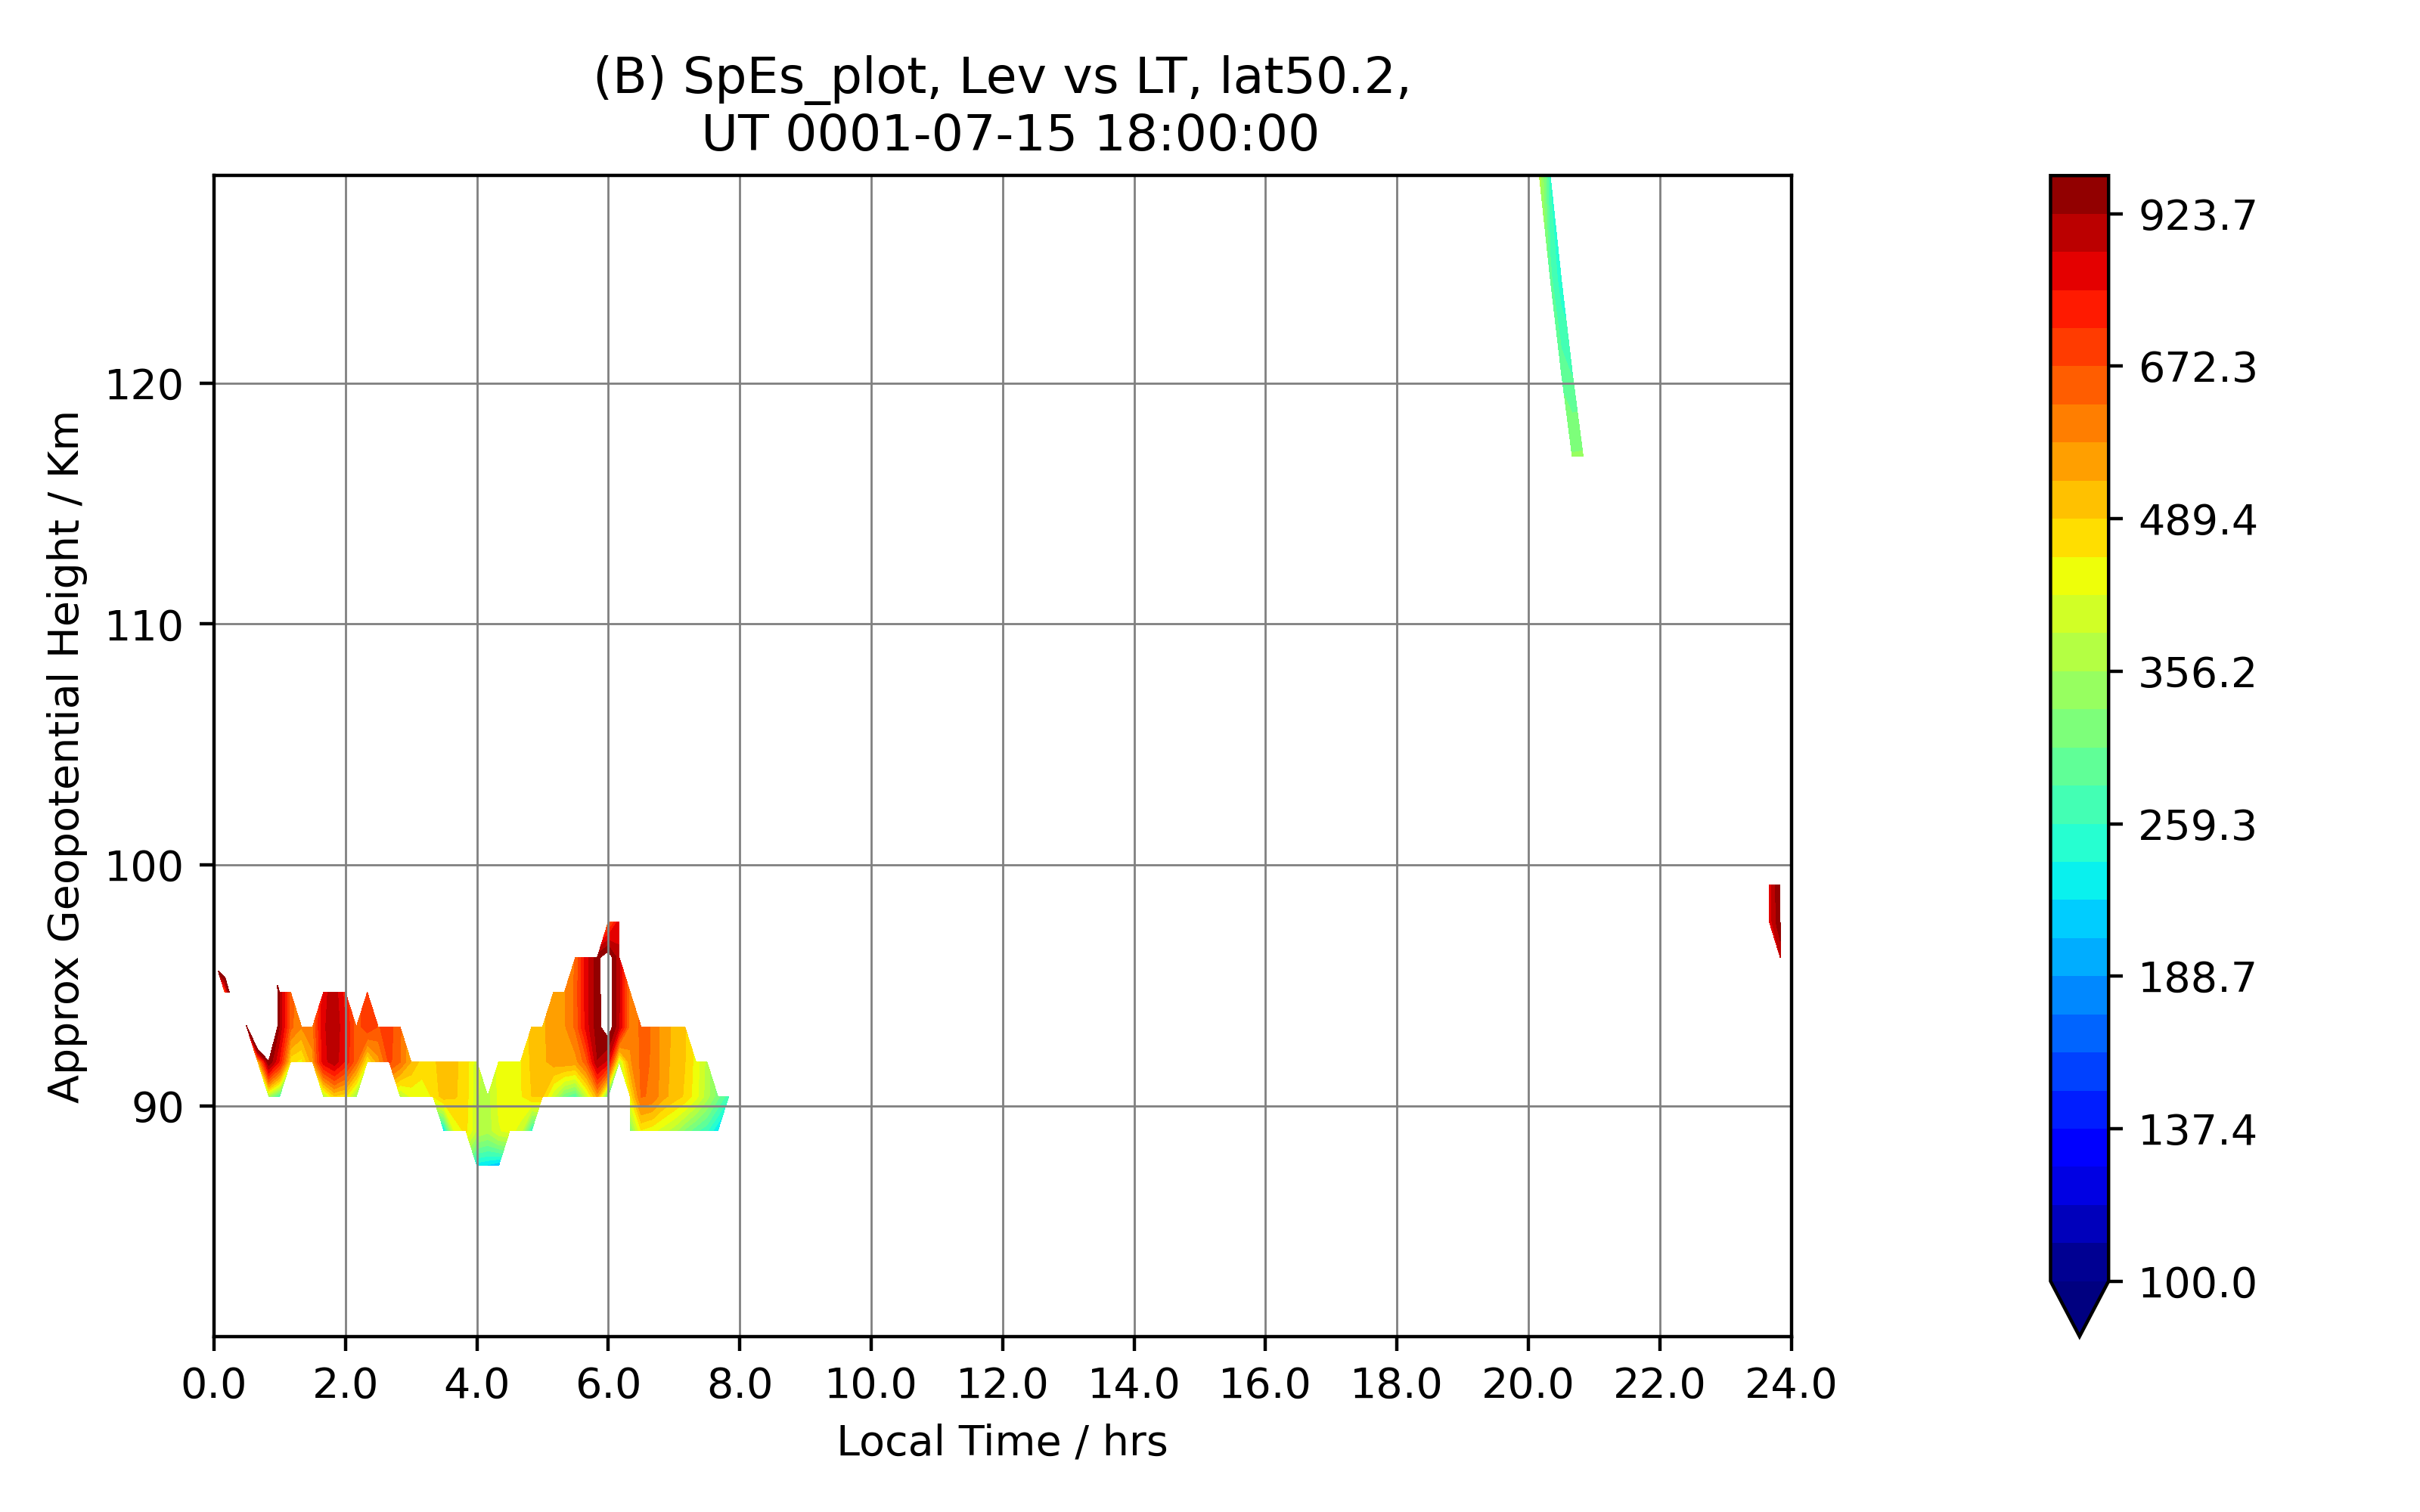 (B) SpEs_plot, Lev vs LT, lat50.2,
UT 0001-07-15 18:00:00
Approx Geopotential Height / Km
120
110
100
90
0.0 2.0 4.0 6.0 8.0 10.0 12.0 14.0 16.0 18.0 20.0 22.0 24.0
Local Time / hrs
923.7
672.3
489.4
356.2
259.3
188.7
137.4
100.0